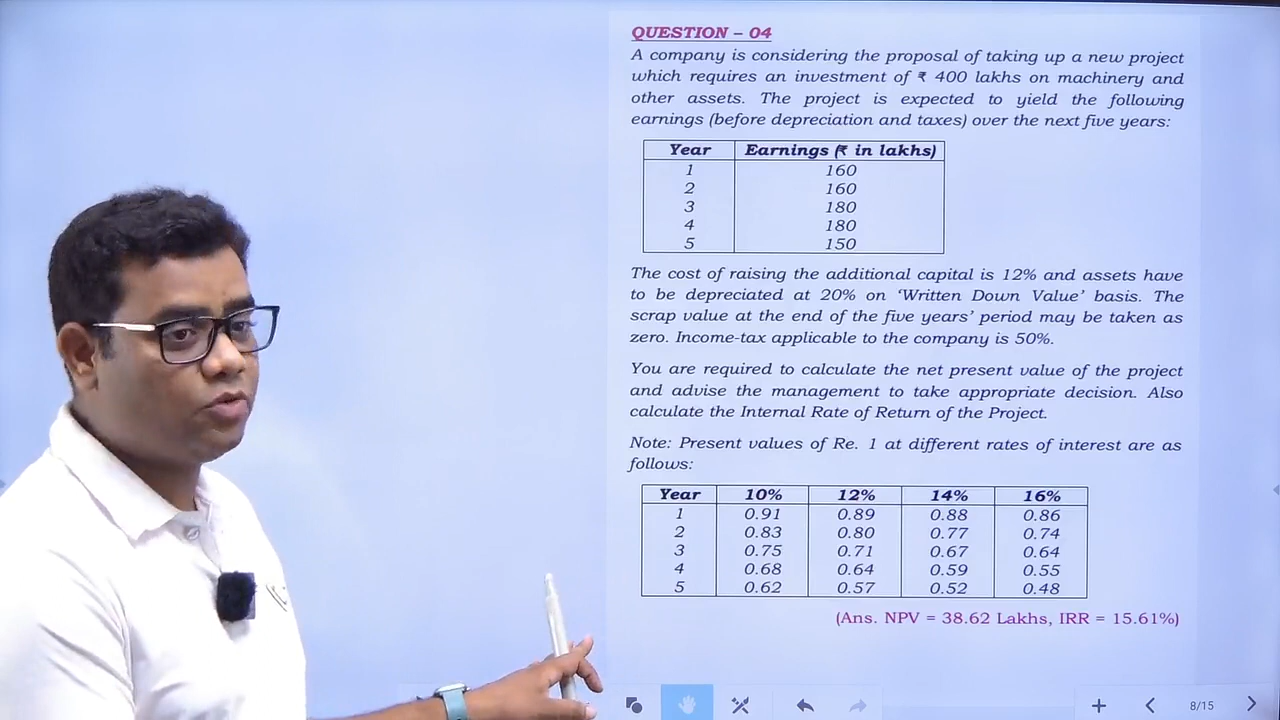 QUESTION – 04
A company is considering the proposal of taking up a new project
which requires an investment of ₹ 400 lakhs on machinery and
other assets. The project is expected to yield the following
earnings (before depreciation and taxes) over the next five years:
Year Earnings (₹ in lakhs)
1 160
2 160
3 180
4 180
5 150
The cost of raising the additional capital is 12% and assets have
to be depreciated at 20% on ‘Written Down Value’ basis. The
scrap value at the end of the five years’ period may be taken as
zero. Income-tax applicable to the company is 50%.
You are required to calculate the net present value of the project
and advise the management to take appropriate decision. Also
calculate the Internal Rate of Return of the Project.
Note: Present values of Re. 1 at different rates of interest are as
follows:
Year 10% 12% 14% 16%
1 0.91 0.89 0.88 0.86
2 0.83 0.80 0.77 0.74
3 0.75 0.71 0.67 0.64
4 0.68 0.64 0.59 0.55
5 0.62 0.57 0.52 0.48
(Ans. NPV = 38.62 Lakhs, IRR = 15.61%)
8/15